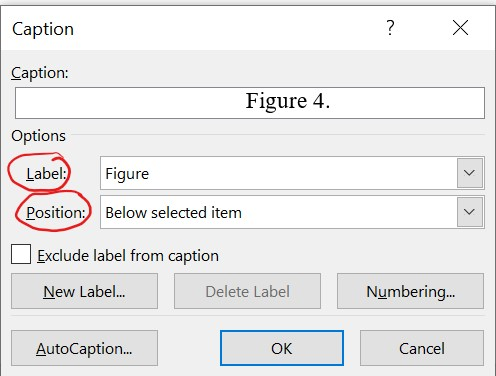 Caption
?
Caption:
Figure 4.
Options
Label: Figure
Position: Below selected item
Exclude label from caption
New Label... Delete Label Numbering...
AutoCaption... OK Cancel